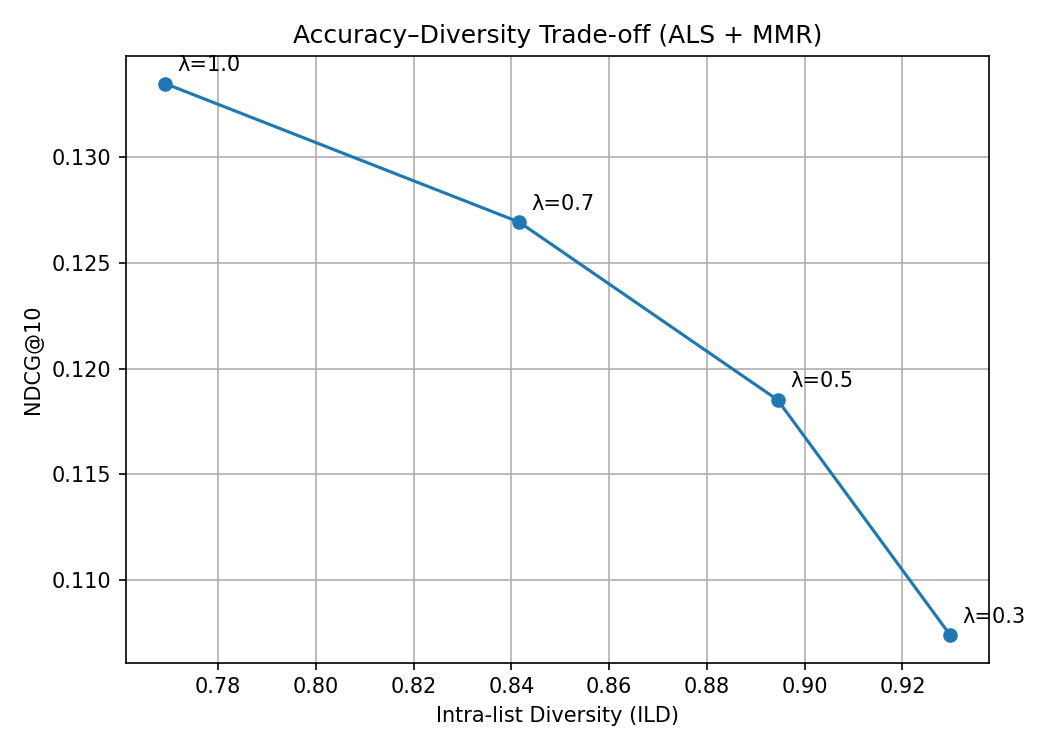 Accuracy–Diversity Trade-off (ALS + MMR)
λ=1.0
λ=0.7
λ=0.5
λ=0.3
NDCG@10
0.130
0.125
0.120
0.115
0.110
0.78 0.80 0.82 0.84 0.86 0.88 0.90 0.92
Intra-list Diversity (ILD)